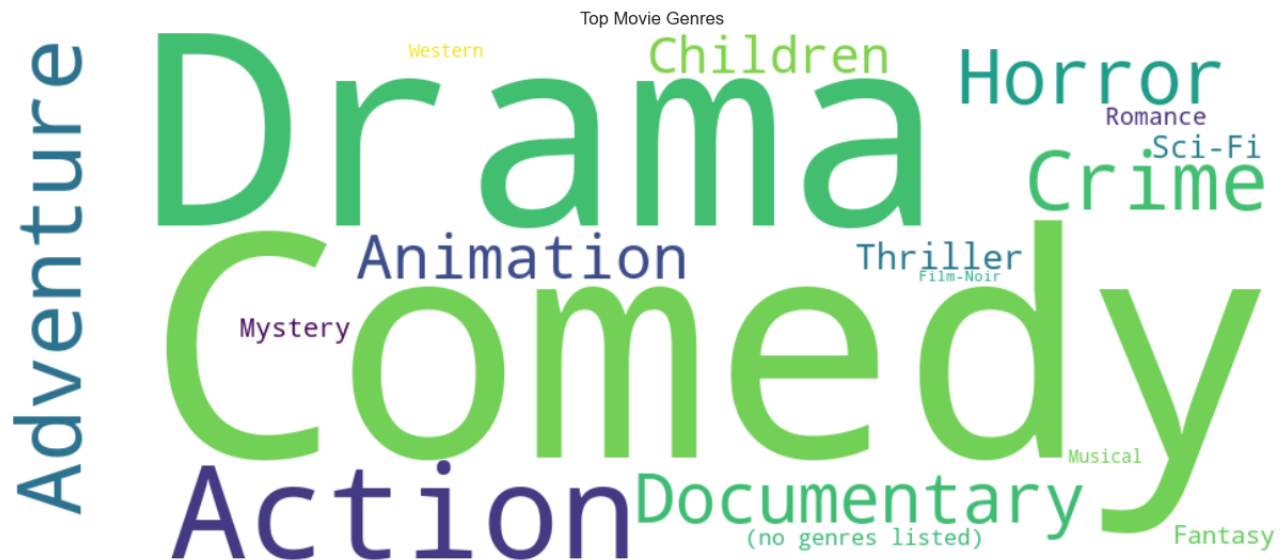 Top Movie Genres
Adventure
Drama
Western
Children
Horror
Romance
Sci-Fi
Crime
Comedy
Animation
Thriller
Film-Noir
Mystery
Musical
Action
Documentary
(no genres listed)
Fantasy